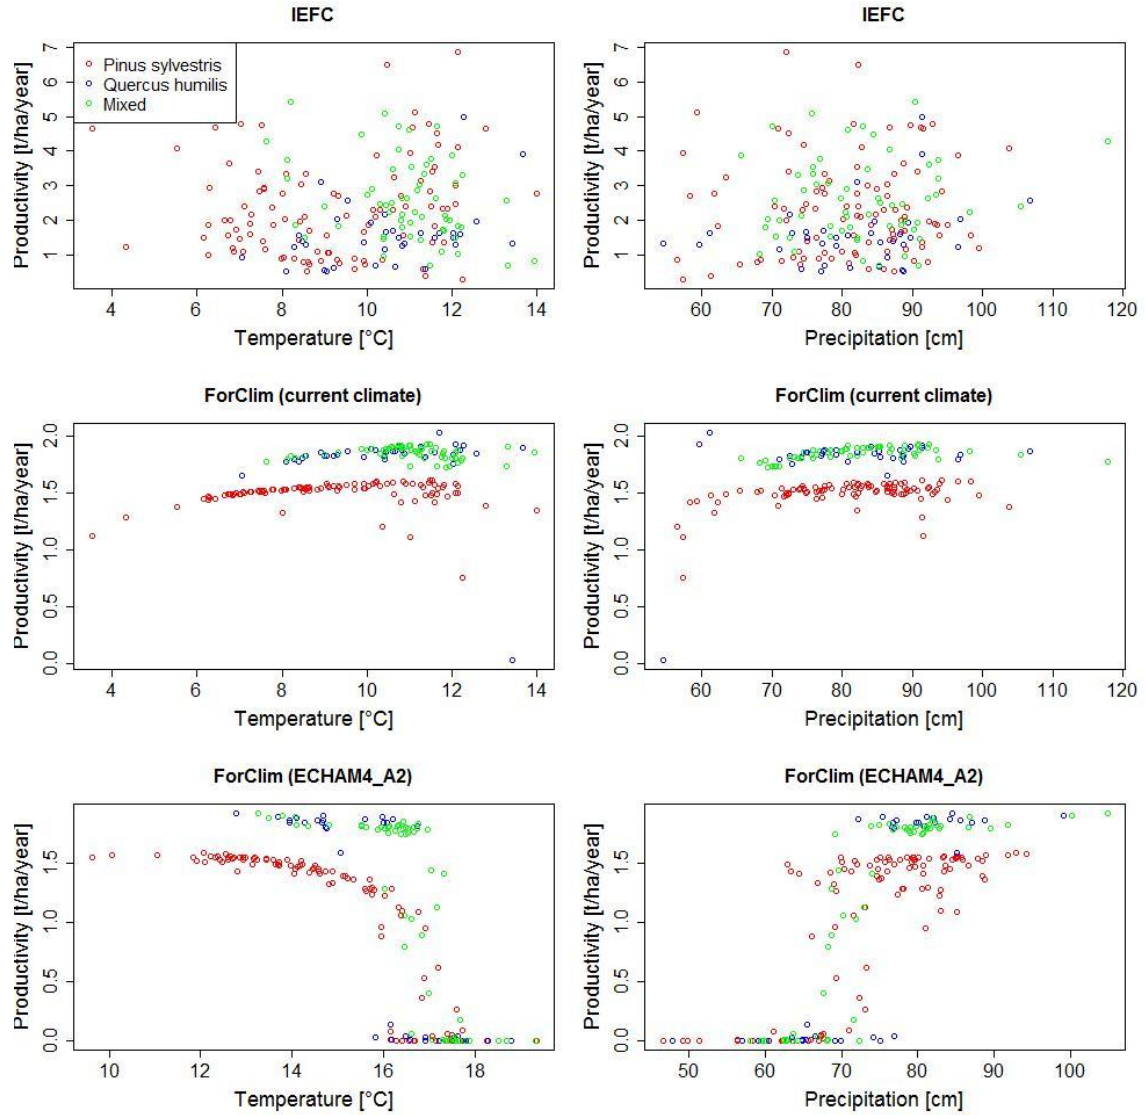 IEFC
Productivity [t/ha/year]
7
6
5
4
3
2
1
Pinus sylvestris
Quercus humilis
Mixed
4 6 8 10 12 14
Temperature [°C]
IEFC
Productivity [t/ha/year]
7
6
5
4
3
2
1
60 70 80 90 100 110 120
Precipitation [cm]
ForClim (current climate)
Productivity [t/ha/year]
2.0
1.5
1.0
0.5
0.0
4 6 8 10 12 14
Temperature [°C]
ForClim (current climate)
Productivity [t/ha/year]
2.0
1.5
1.0
0.5
0.0
60 70 80 90 100 110 120
Precipitation [cm]
ForClim (ECHAM4_A2)
Productivity [t/ha/year]
1.5
1.0
0.5
0.0
10 12 14 16 18
Temperature [°C]
ForClim (ECHAM4_A2)
Productivity [t/ha/year]
1.5
1.0
0.5
0.0
50 60 70 80 90 100
Precipitation [cm]